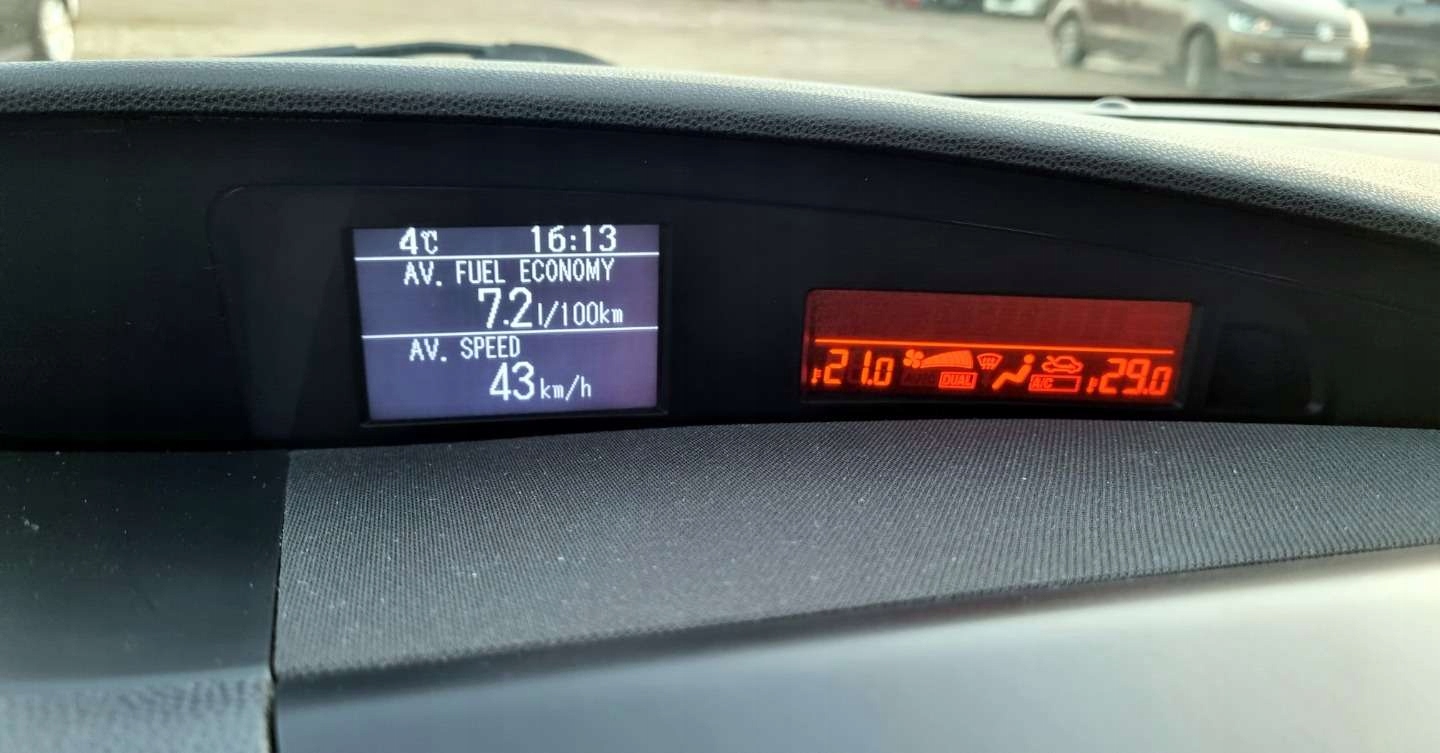 4℃ 16:13
AV. FUEL ECONOMY
7.2 l/100km
AV. SPEED
43 km/h
21.0 DUAL A/C 29.0